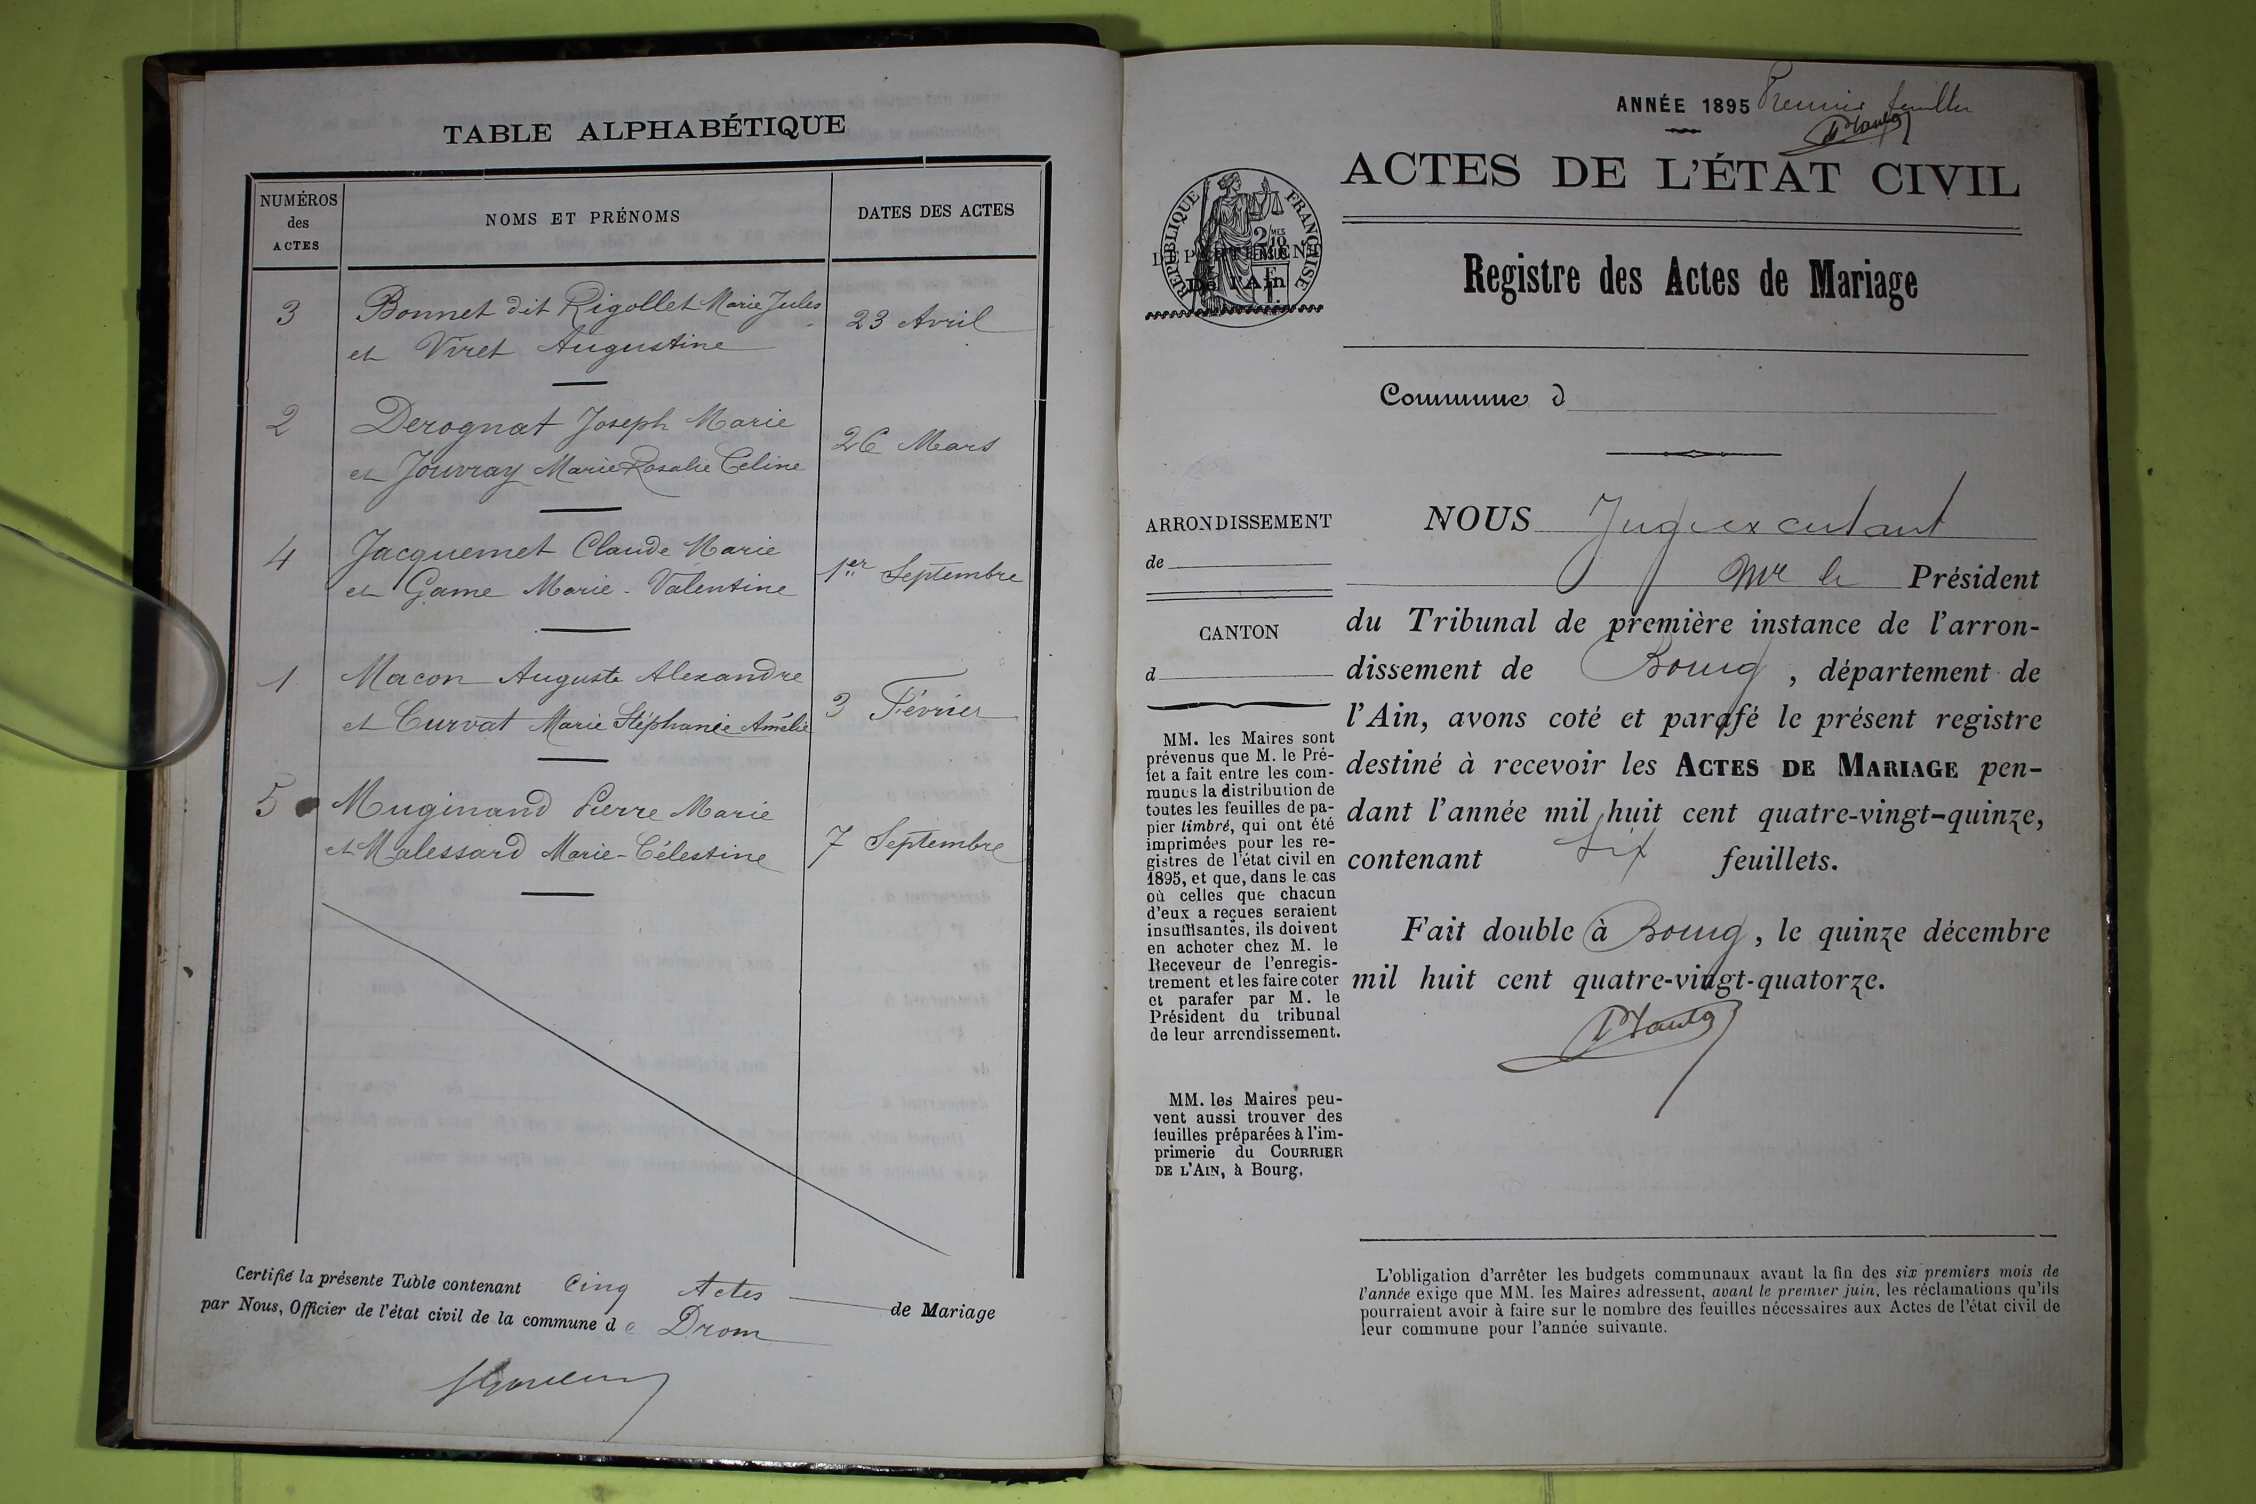 TABLE ALPHABÉTIQUE
NUMÉROS
des
ACTES
NOMS ET PRÉNOMS
DATES DES ACTES
3 Bonnet dit Rigollet Marie Jules 23 Avril
et Viret Augustine
2 Derognat Joseph Marie 26 Mars
et Jouvray Marie Rosalie Celine
4 Jacquemet Claude Marie 1er Septembre
et Game Marie-Valentine
1 Macon Auguste Alexandre 3 Février
et Curvat Marie Stéphanie Amélie
5 Muginand Pierre Marie 7 Septembre
et Malessard Marie-Célestine
Certifié la présente Table contenant Cinq Actes de Mariage
par Nous, Officier de l'état civil de la commune de Drom
ANNÉE 1895 Premier feuillet
ACTES DE L'ÉTAT CIVIL
RÉPUBLIQUE FRANÇAISE
2 MES
10
EN SUS
DÉPARTEMENT
De l'Ain
Registre des Actes de Mariage
Commune d
ARRONDISSEMENT
de
CANTON
d
MM. les Maires sont
prévenus que M. le Pré-
fet a fait entre les com-
munes la distribution de
toutes les feuilles de pa-
pier timbré, qui ont été
imprimées pour les re-
gistres de l'état civil en
1895, et que, dans le cas
où celles que chacun
d'eux a reçues seraient
insuffisantes, ils doivent
en acheter chez M. le
Receveur de l'enregis-
trement et les faire coter
et parafer par M. le
Président du tribunal
de leur arrondissement.
MM. les Maires peu-
vent aussi trouver des
feuilles préparées à l'im-
primerie du COURRIER
DE L'AIN, à Bourg.
NOUS Juge
Mr le Président
du Tribunal de première instance de l'arron-
dissement de Bourg, département de
l'Ain, avons coté et parafé le présent registre
destiné à recevoir les ACTES DE MARIAGE pen-
dant l'année mil huit cent quatre-vingt-quinze,
contenant Six feuillets.
Fait double à Bourg, le quinze décembre
mil huit cent quatre-vingt-quatorze.
L'obligation d'arrêter les budgets communaux avant la fin des six premiers mois de
l'année exige que MM. les Maires adressent, avant le premier juin, les réclamations qu'ils
pourraient avoir à faire sur le nombre des feuilles nécessaires aux Actes de l'état civil de
leur commune pour l'année suivante.